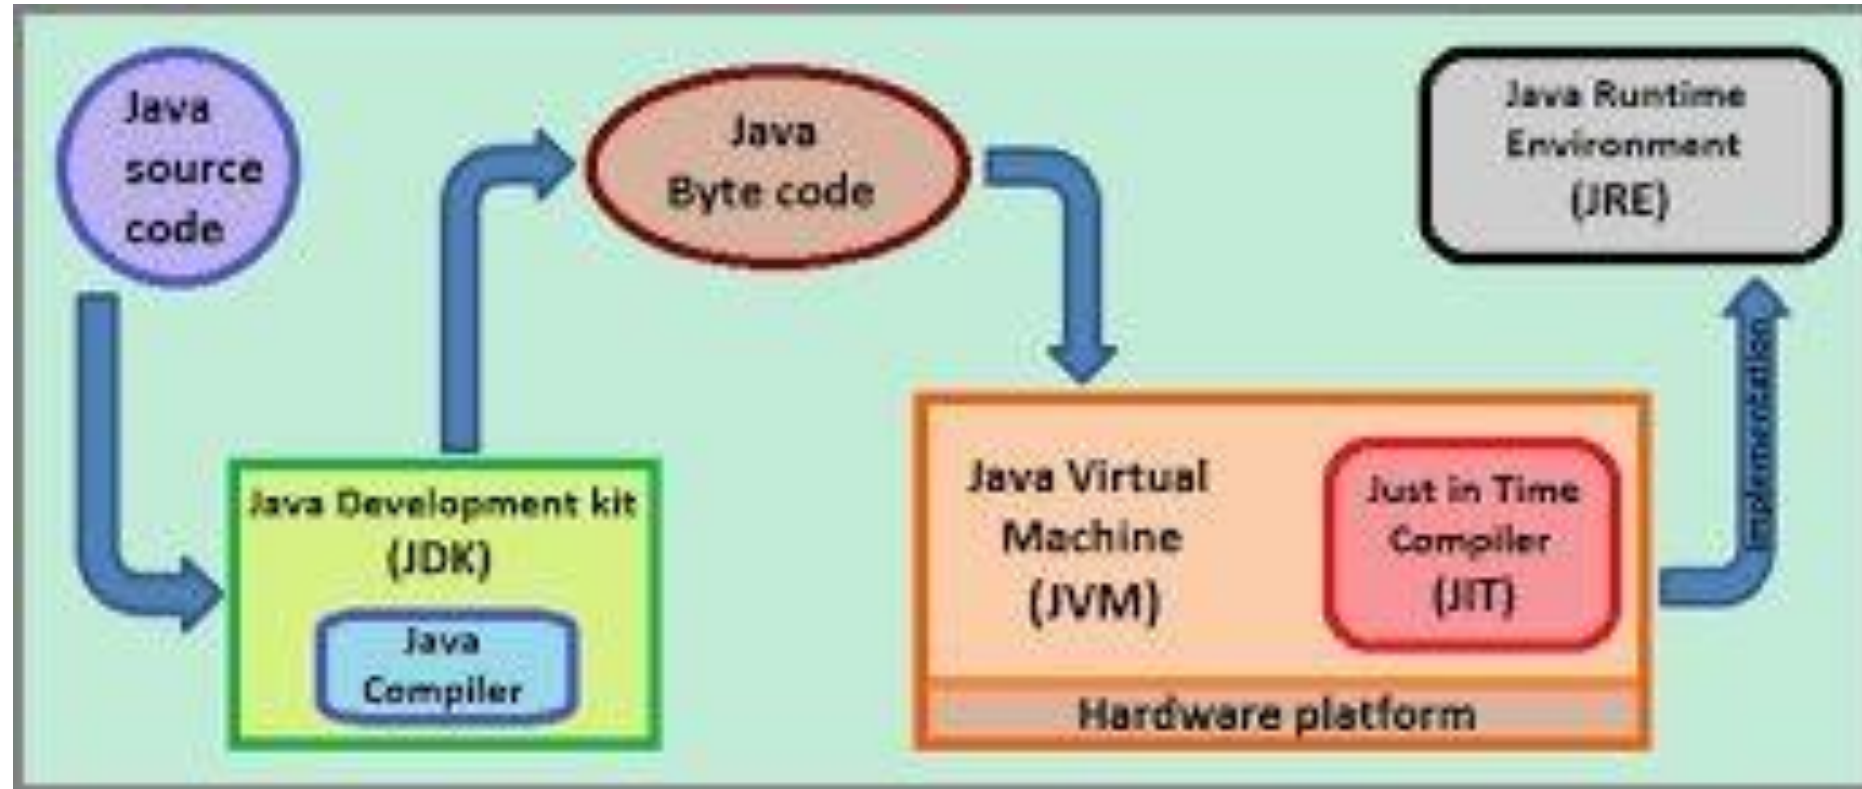 Java
source
code
Java Development kit
(JDK)
Java
Compiler
Java
Byte code
Java Virtual
Machine
(JVM)
Just in Time
Compiler
(JIT)
Hardware platform
Implementation
Java Runtime
Environment
(JRE)